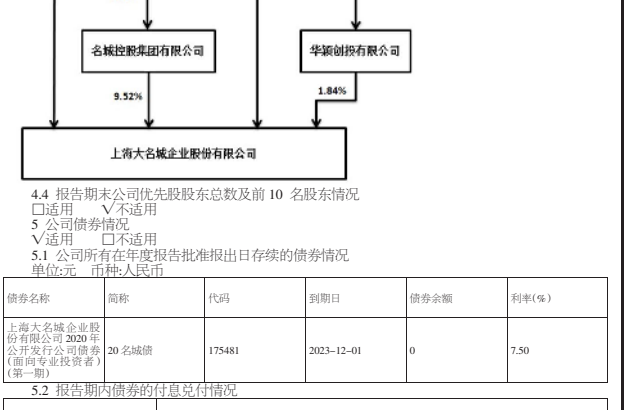 名城控股集团有限公司 华颖创投有限公司
9.52% 1.84%
上海大名城企业股份有限公司
4.4 报告期末公司优先股股东总数及前10 名股东情况
□适用 √不适用
5 公司债券情况
√适用 □不适用
5.1 公司所有在年度报告批准报出日存续的债券情况
单位:元 币种:人民币
债券名称 简称 代码 到期日 债券余额 利率(%)
上海大名城企业股
份有限公司 2020 年
公开发行公司债券
(面向专业投资者)
(第一期)
20 名城债 175481 2023-12-01 0 7.50
5.2 报告期内债券的付息兑付情况